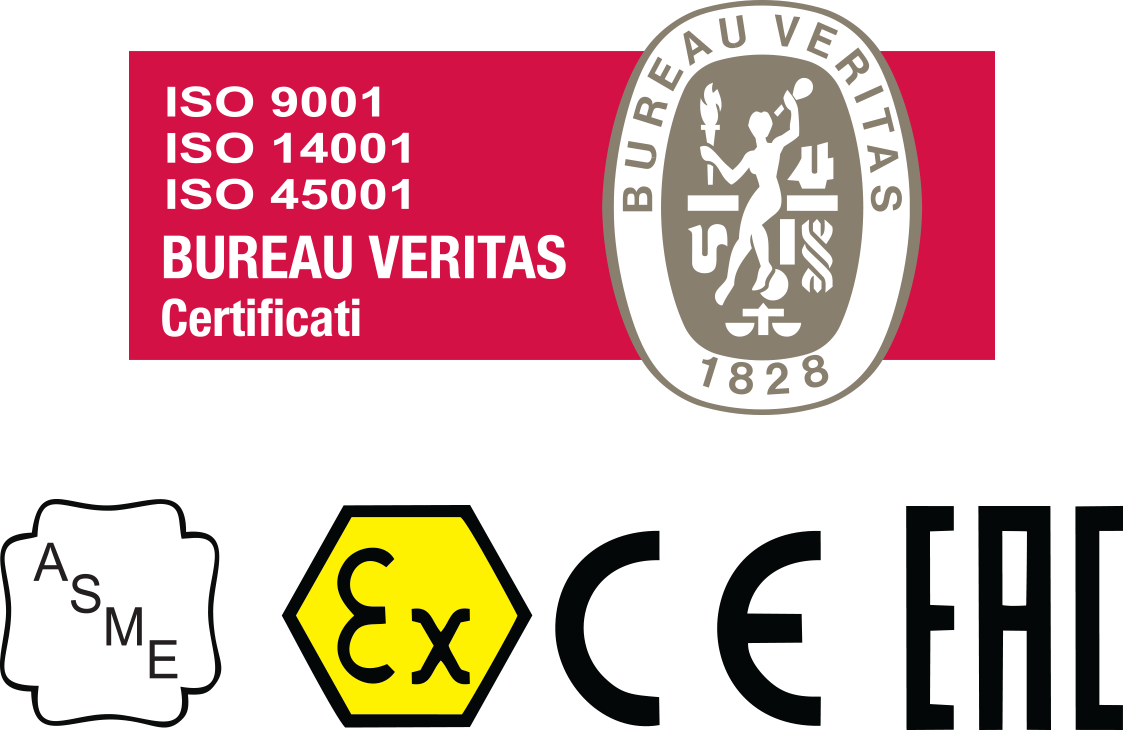 ISO 9001
ISO 14001
ISO 45001
BUREAU VERITAS
Certificati
BUREAU VERITAS
1828
ASME
Ex
CE
EAC